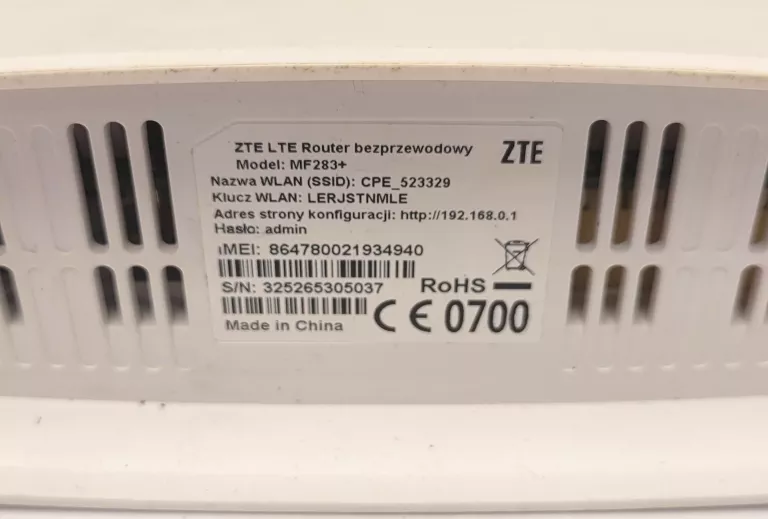 ZTE LTE Router bezprzewodowy
ZTE
Model: MF283+
Nazwa WLAN (SSID): CPE_523329
Klucz WLAN: LERJSTNMLE
Adres strony konfiguracji: http://192.168.0.1
Hasło: admin
IMEI: 864780021934940
S/N: 325265305037
RoHS
Made in China
CE 0700